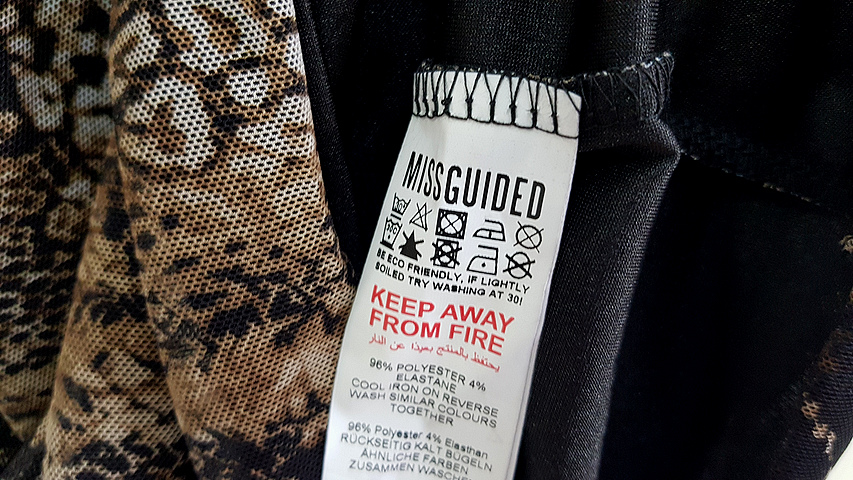 MISSGUIDED
BE ECO FRIENDLY, IF LIGHTLY
SOILED TRY WASHING AT 30!
KEEP AWAY
FROM FIRE
يحتفظ بالمنتج بعيدا عن النار
96% POLYESTER 4%
ELASTANE
COOL IRON ON REVERSE
WASH SIMILAR COLOURS
TOGETHER
96% Polyester 4% Elasthan
RÜCKSEITIG KALT BÜGELN
ÄHNLICHE FARBEN
ZUSAMMEN WASCHEN